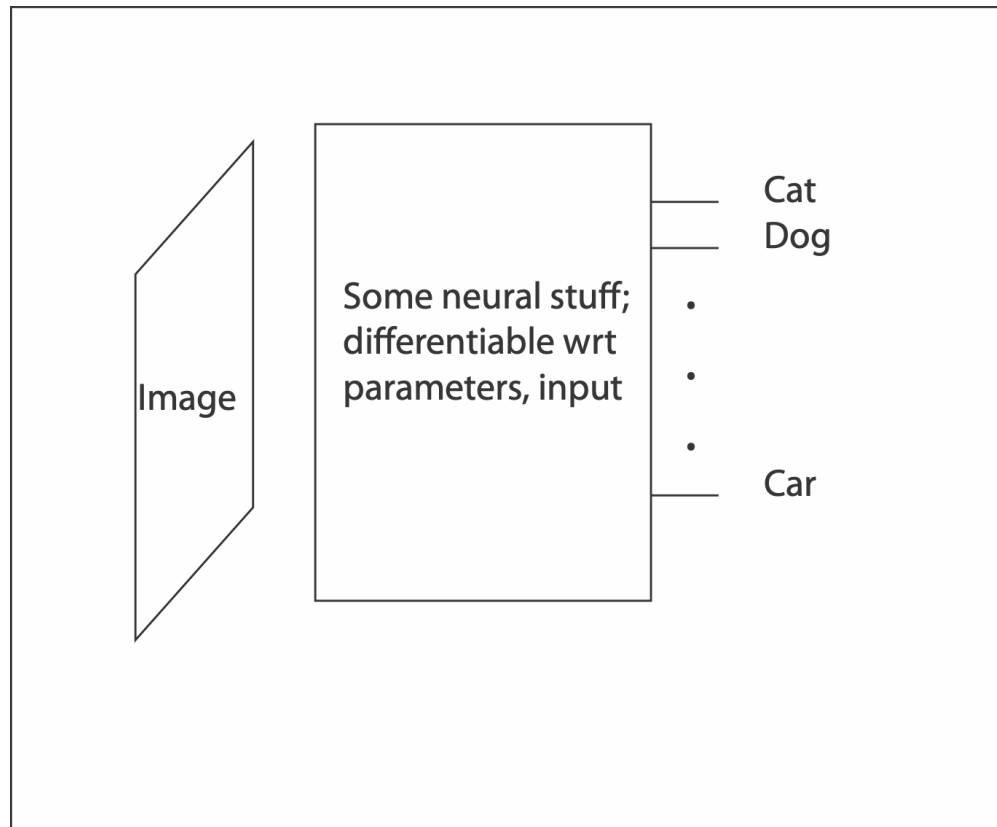 Cat
Dog
Some neural stuff;
differentiable wrt
parameters, input
Image
Car